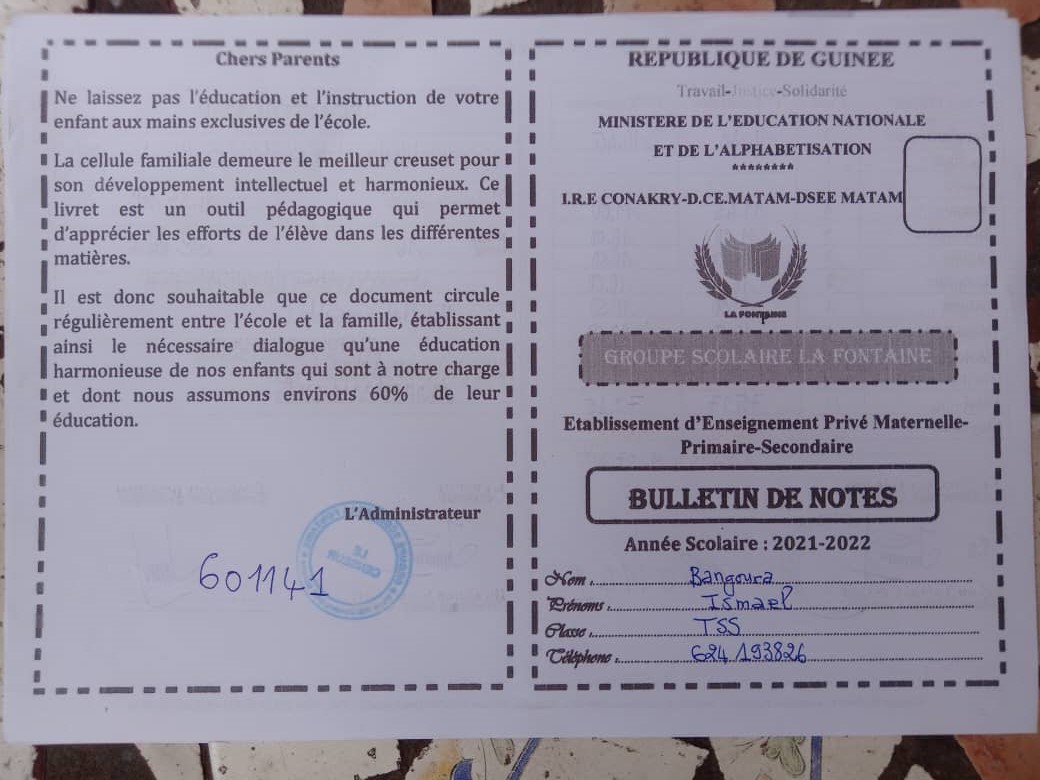 Chers Parents
Ne laissez pas l'éducation et l'instruction de votre
enfant aux mains exclusives de l'école.
La cellule familiale demeure le meilleur creuset pour
son développement intellectuel et harmonieux. Ce
livret est un outil pédagogique qui permet
d'apprécier les efforts de l'élève dans les différentes
matières.
Il est donc souhaitable que ce document circule
régulièrement entre l'école et la famille, établissant
ainsi le nécessaire dialogue qu'une éducation
harmonieuse de nos enfants qui sont à notre charge
et dont nous assumons environs 60% de leur
éducation.
L'Administrateur
LE
CENSEUR
601141
REPUBLIQUE DE GUINEE
Travail-Justice-Solidarité
MINISTERE DE L'EDUCATION NATIONALE
ET DE L'ALPHABETISATION
********
I.R.E CONAKRY-D.CE.MATAM-DSEE MATAM
LA FONTAINE
GROUPE SCOLAIRE LA FONTAINE
Etablissement d'Enseignement Privé Maternelle-
Primaire-Secondaire
BULLETIN DE NOTES
Année Scolaire : 2021-2022
Nom : Bangoura
Prénoms : Ismael
Classe : TSS
Téléphone : 624 193826